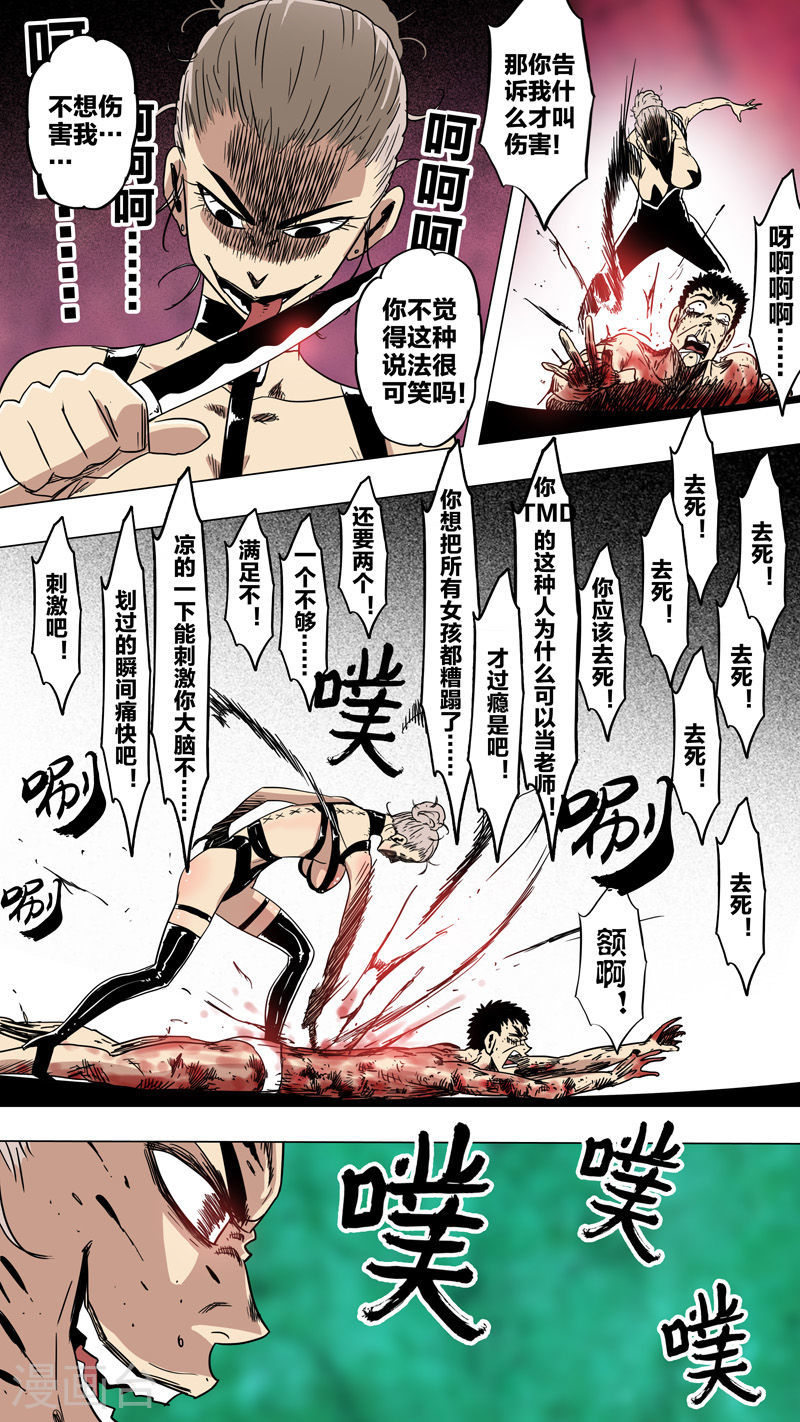 呵
呵呵呵……
呵呵呵呵
不想伤
害我…
……
你不觉
得这种
说法很
可笑吗!
那你告
诉我什
么才叫
伤害!
呀啊啊啊……
刺激吧！
划过的瞬间痛快吧！
凉的一下能刺激你大脑不……
满足不！
一个不够……
还要两个！
你想把所有女孩都糟蹋了……
才过瘾是吧！
你TMD的这种人为什么可以当老师！
你应该去死！
去死！
去死！
去死！
去死！
去死！
去死！
噗
唰
唰
唰
额啊！
噗
噗
噗
漫画台